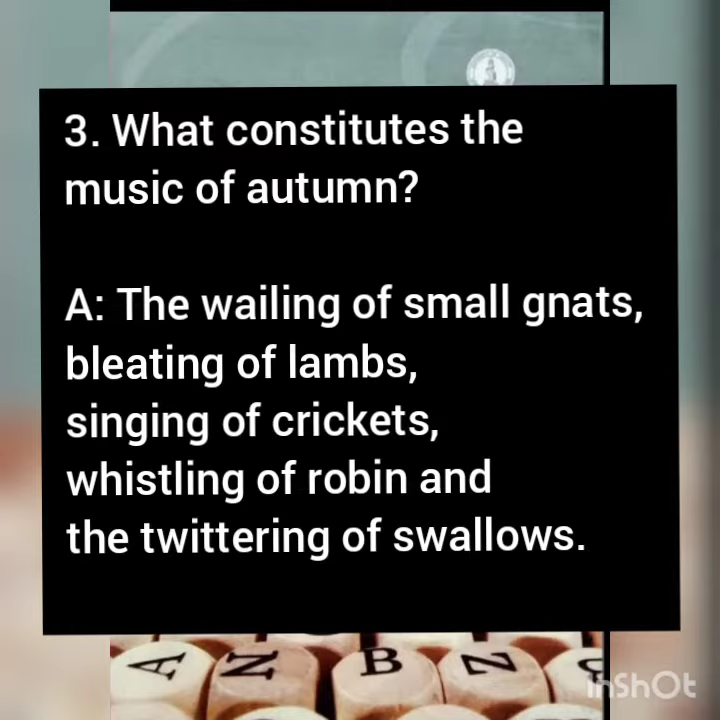 3. What constitutes the
music of autumn?
A: The wailing of small gnats,
bleating of lambs,
singing of crickets,
whistling of robin and
the twittering of swallows.
A N B N
InShOt